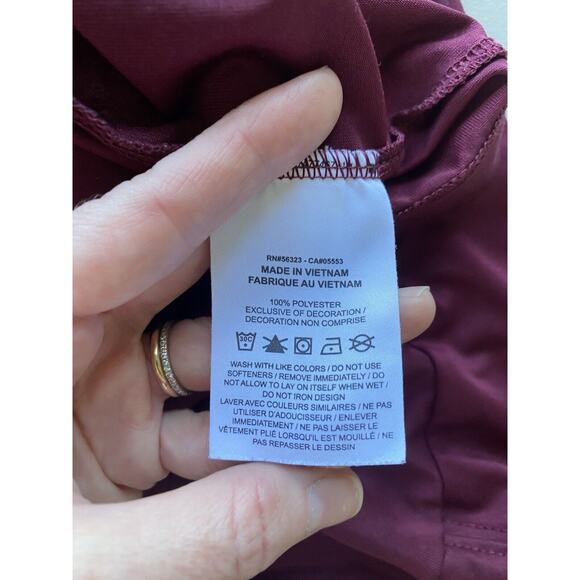 RN#56323 - CA#05553
MADE IN VIETNAM
FABRIQUE AU VIETNAM
100% POLYESTER
EXCLUSIVE OF DECORATION /
DECORATION NON COMPRISE
30C
WASH WITH LIKE COLORS / DO NOT USE
SOFTENERS / REMOVE IMMEDIATELY / DO
NOT ALLOW TO LAY ON ITSELF WHEN WET /
DO NOT IRON DESIGN
LAVER AVEC COULEURS SIMILAIRES / NE PAS
UTILISER D'ADOUCISSEUR / ENLEVER
IMMÉDIATEMENT / NE PAS LAISSER LE
VÊTEMENT PLIÉ LORSQU'IL EST MOUILLÉ / NE
PAS REPASSER LE DESSIN